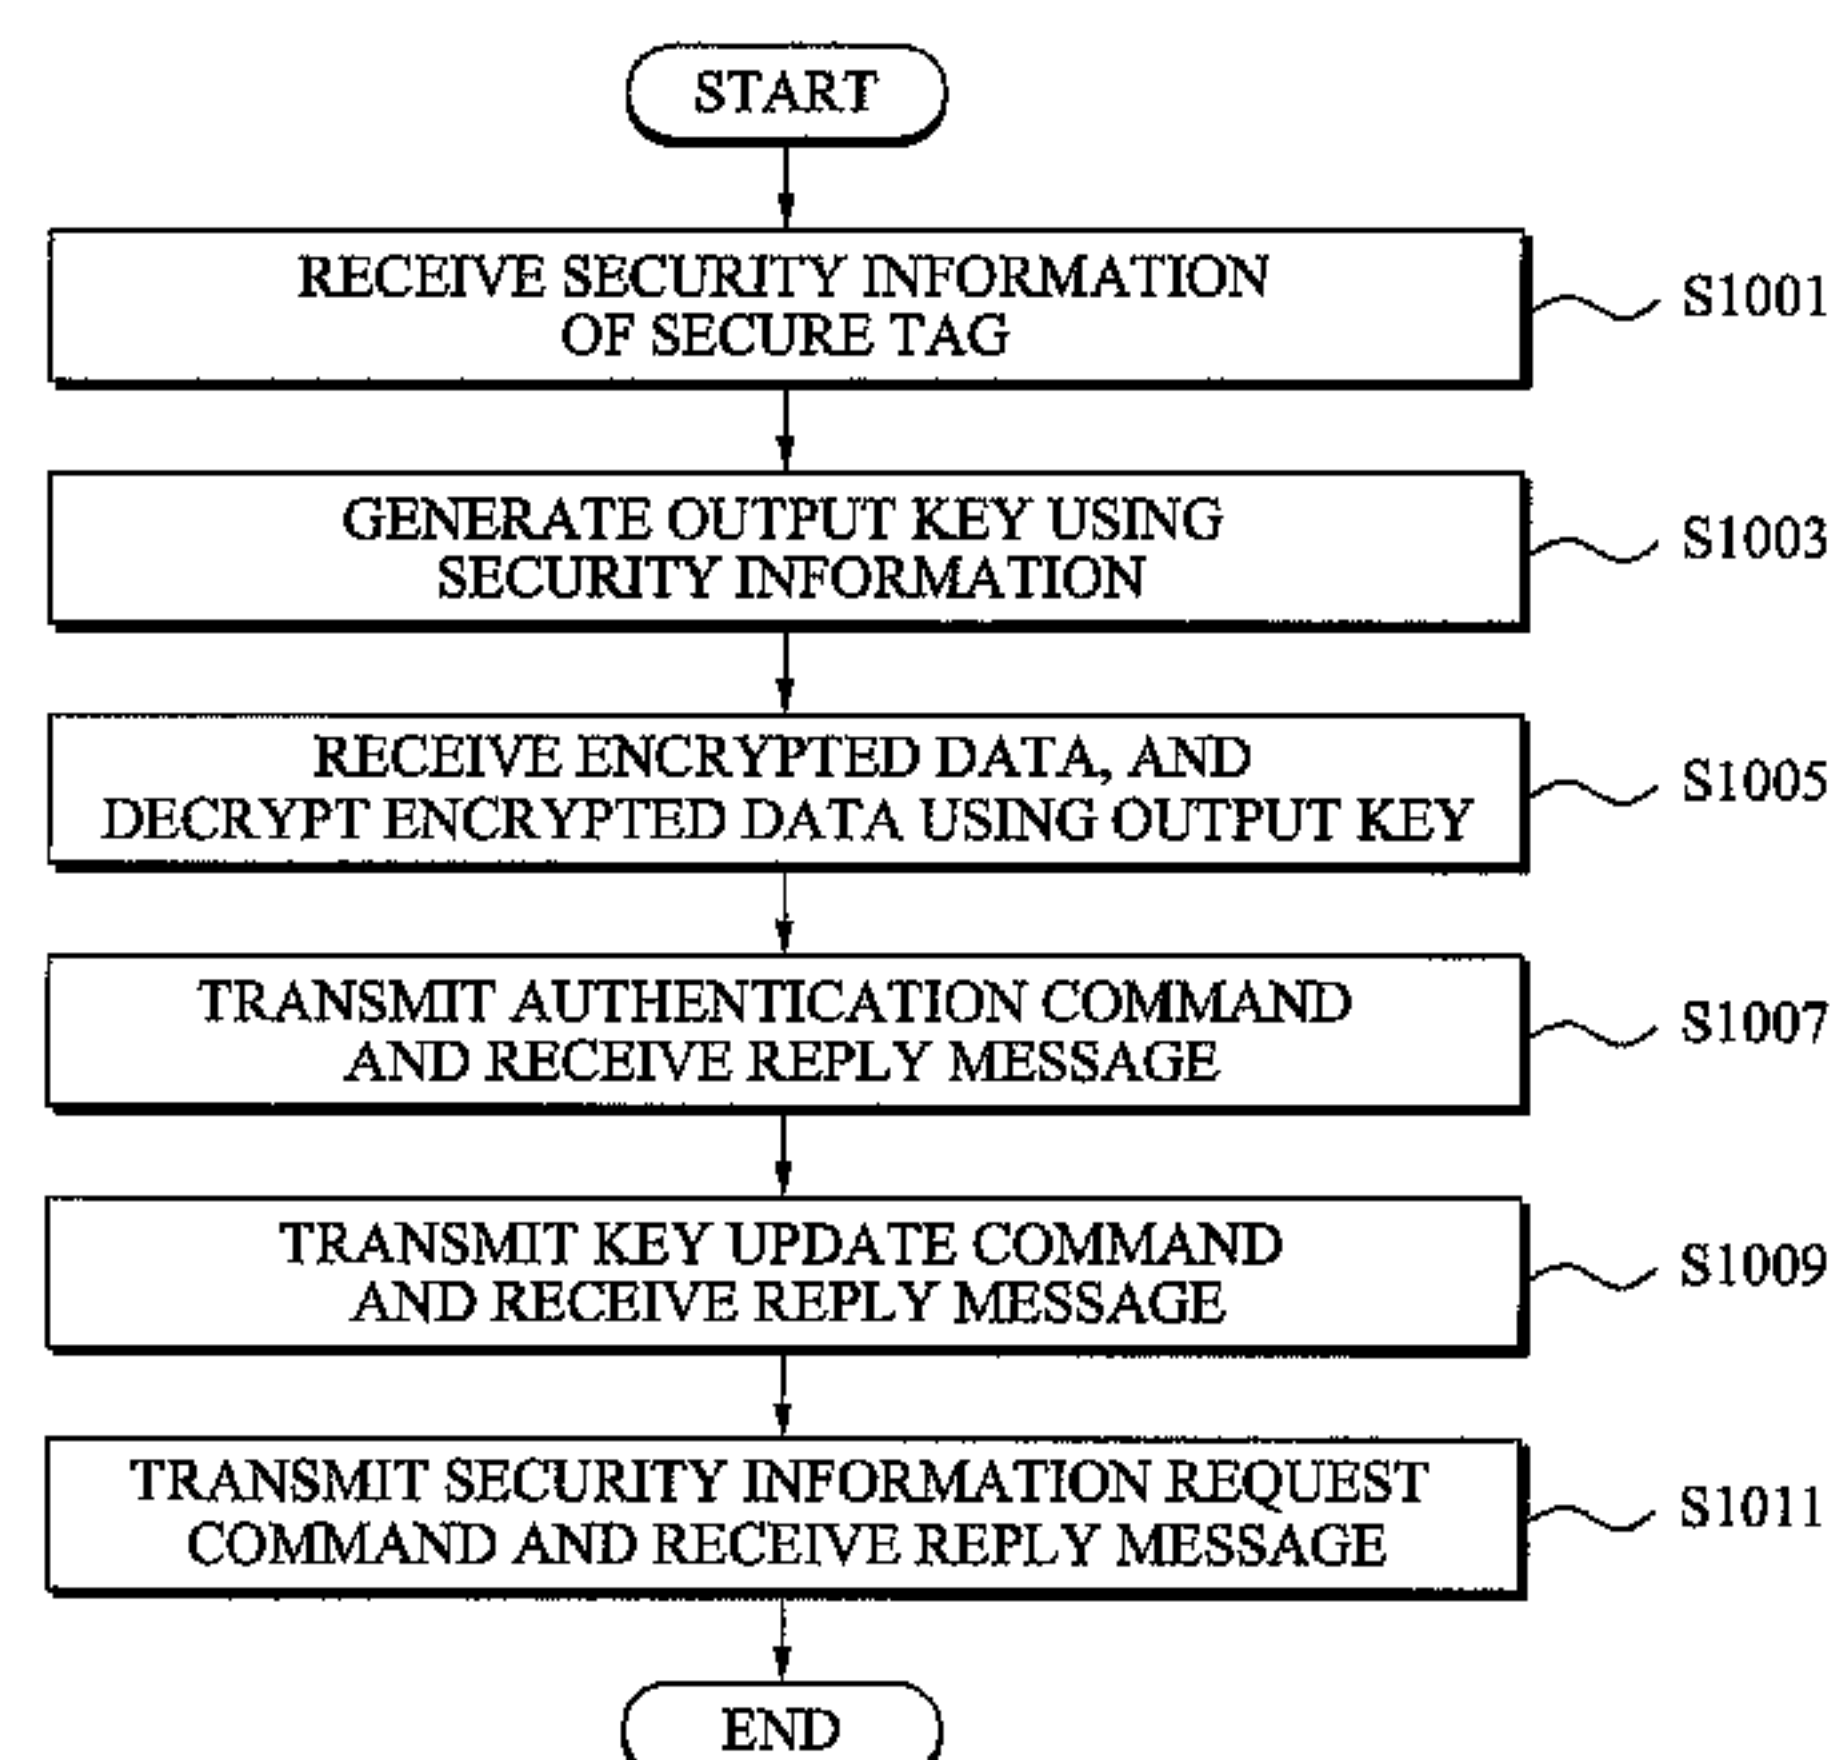 START
RECEIVE SECURITY INFORMATION
OF SECURE TAG
S1001
GENERATE OUTPUT KEY USING
SECURITY INFORMATION
S1003
RECEIVE ENCRYPTED DATA, AND
DECRYPT ENCRYPTED DATA USING OUTPUT KEY
S1005
TRANSMIT AUTHENTICATION COMMAND
AND RECEIVE REPLY MESSAGE
S1007
TRANSMIT KEY UPDATE COMMAND
AND RECEIVE REPLY MESSAGE
S1009
TRANSMIT SECURITY INFORMATION REQUEST
COMMAND AND RECEIVE REPLY MESSAGE
S1011
END